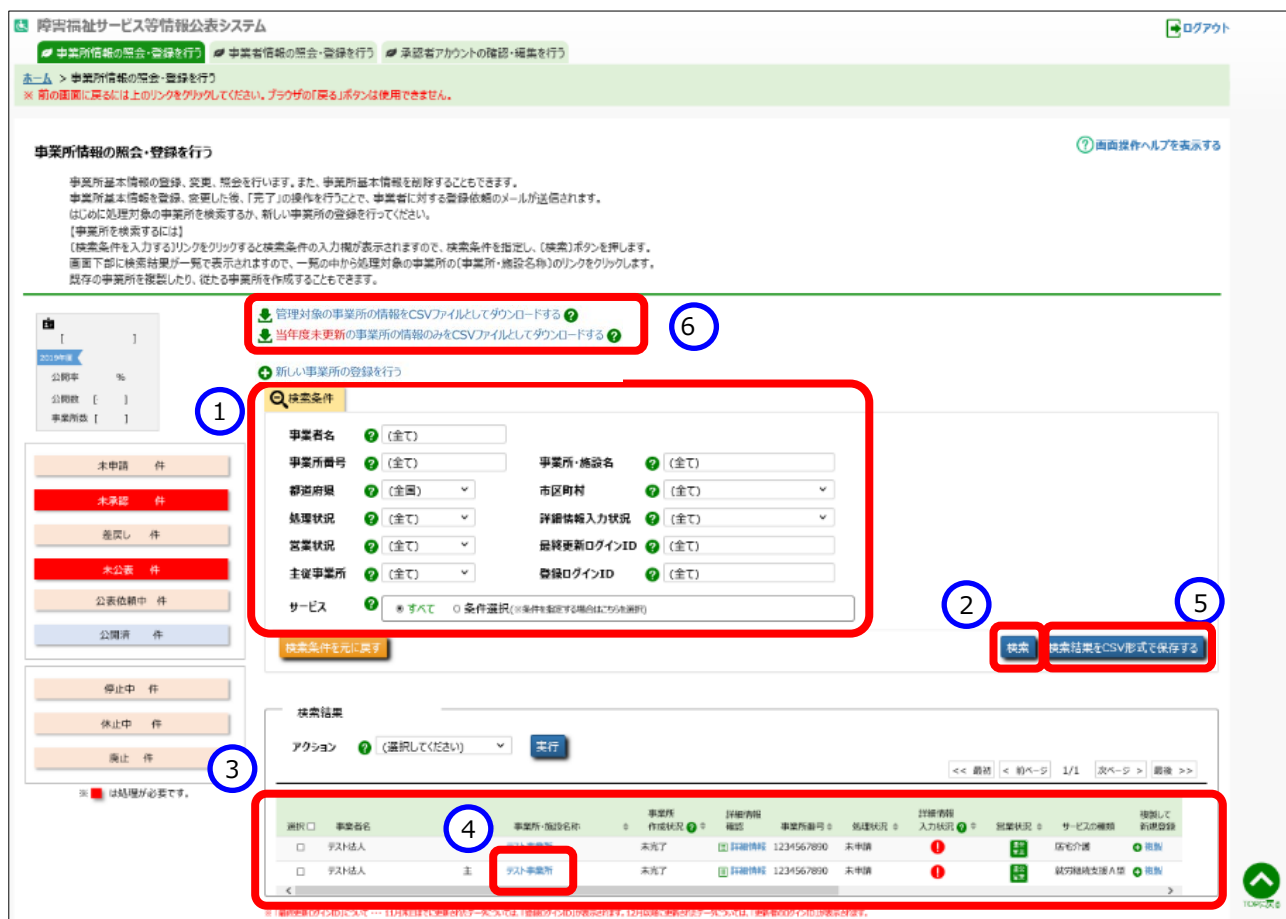 障害福祉サービス等情報公表システム
ログアウト
事業所情報の照会・登録を行う 事業者情報の照会・登録を行う 承認者アカウントの確認・編集を行う
ホーム > 事業所情報の照会・登録を行う
※ 前の画面に戻るには上のリンクをクリックしてください。ブラウザの「戻る」ボタンは使用できません。
事業所情報の照会・登録を行う
画面操作ヘルプを表示する
事業所基本情報の登録、変更、照会を行います。また、事業所基本情報を削除することもできます。
事業所基本情報を登録、変更した後、「完了」の操作を行うことで、事業者に対する登録依頼のメールが送信されます。
はじめに処理対象の事業所を検索するか、新しい事業所の登録を行ってください。
【事業所を検索するには】
〔検索条件を入力する〕リンクをクリックすると検索条件の入力欄が表示されますので、検索条件を指定し、〔検索〕ボタンを押します。
画面下部に検索結果が一覧で表示されますので、一覧の中から処理対象の事業所の〔事業所・施設名称〕のリンクをクリックします。
既存の事業所を複製したり、従たる事業所を作成することもできます。
管理対象の事業所の情報をCSVファイルとしてダウンロードする
当年度未更新の事業所の情報のみをCSVファイルとしてダウンロードする
6
新しい事業所の登録を行う
[ ]
2019年度
公開率 %
公開数 [ ]
事業所数 [ ]
未申請 件
未承認 件
差戻し 件
未公表 件
公表依頼中 件
公開済 件
停止中 件
休止中 件
廃止 件
※ は処理が必要です。
1
検索条件
事業者名 (全て)
事業所番号 (全て) 事業所・施設名 (全て)
都道府県 (全国) 市区町村 (全て)
処理状況 (全て) 詳細情報入力状況 (全て)
営業状況 (全て) 最終更新ログインID (全て)
主従事業所 (全て) 登録ログインID (全て)
サービス すべて 条件選択(※条件を指定する場合はこちらを選択)
2
5
検索条件を元に戻す 検索 検索結果をCSV形式で保存する
検索結果
アクション (選択してください) 実行
<< 最初 < 前ページ 1/1 次ページ > 最後 >>
3
4
選択 事業者名 事業所・施設名称 事業所作成状況 詳細情報確認 事業所番号 処理状況 詳細情報入力状況 営業状況 サービスの種類 複製して新規登録
テスト法人 テスト事業所 未完了 詳細情報 1234567890 未申請 居宅介護 複製
テスト法人 主 テスト事業所 未完了 詳細情報 1234567890 未申請 就労継続支援A型 複製
TOPに戻る